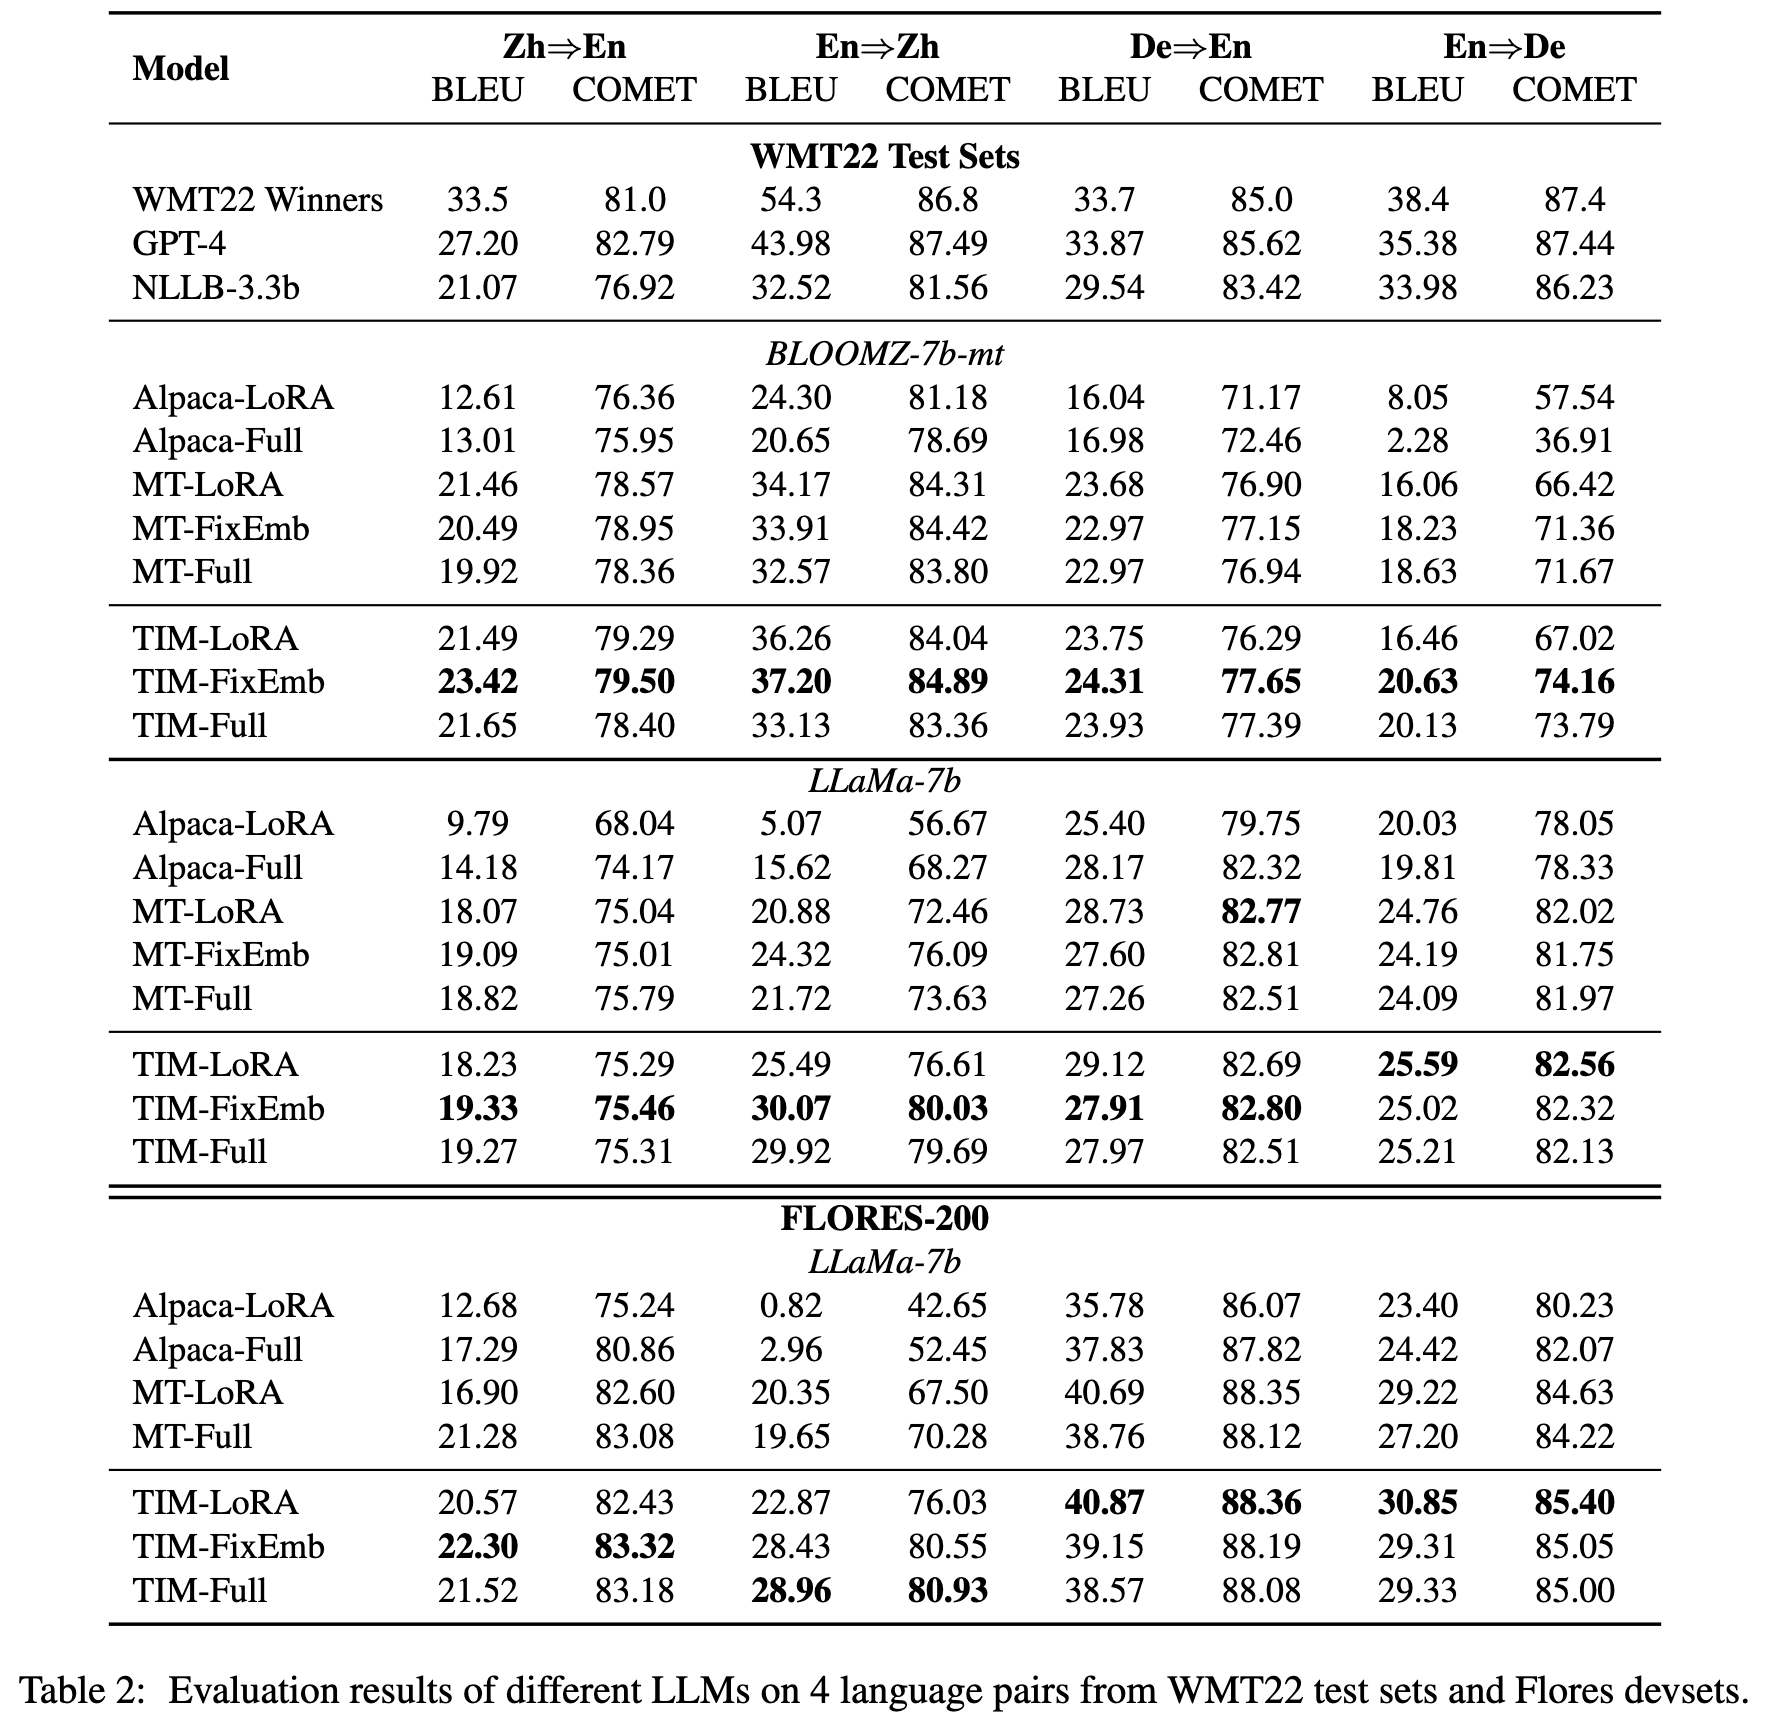 Model Zh⇒En En⇒Zh De⇒En En⇒De
BLEU COMET BLEU COMET BLEU COMET BLEU COMET
WMT22 Test Sets
WMT22 Winners 33.5 81.0 54.3 86.8 33.7 85.0 38.4 87.4
GPT-4 27.20 82.79 43.98 87.49 33.87 85.62 35.38 87.44
NLLB-3.3b 21.07 76.92 32.52 81.56 29.54 83.42 33.98 86.23
BLOOMZ-7b-mt
Alpaca-LoRA 12.61 76.36 24.30 81.18 16.04 71.17 8.05 57.54
Alpaca-Full 13.01 75.95 20.65 78.69 16.98 72.46 2.28 36.91
MT-LoRA 21.46 78.57 34.17 84.31 23.68 76.90 16.06 66.42
MT-FixEmb 20.49 78.95 33.91 84.42 22.97 77.15 18.23 71.36
MT-Full 19.92 78.36 32.57 83.80 22.97 76.94 18.63 71.67
TIM-LoRA 21.49 79.29 36.26 84.04 23.75 76.29 16.46 67.02
TIM-FixEmb 23.42 79.50 37.20 84.89 24.31 77.65 20.63 74.16
TIM-Full 21.65 78.40 33.13 83.36 23.93 77.39 20.13 73.79
LLaMa-7b
Alpaca-LoRA 9.79 68.04 5.07 56.67 25.40 79.75 20.03 78.05
Alpaca-Full 14.18 74.17 15.62 68.27 28.17 82.32 19.81 78.33
MT-LoRA 18.07 75.04 20.88 72.46 28.73 82.77 24.76 82.02
MT-FixEmb 19.09 75.01 24.32 76.09 27.60 82.81 24.19 81.75
MT-Full 18.82 75.79 21.72 73.63 27.26 82.51 24.09 81.97
TIM-LoRA 18.23 75.29 25.49 76.61 29.12 82.69 25.59 82.56
TIM-FixEmb 19.33 75.46 30.07 80.03 27.91 82.80 25.02 82.32
TIM-Full 19.27 75.31 29.92 79.69 27.97 82.51 25.21 82.13
FLORES-200
LLaMa-7b
Alpaca-LoRA 12.68 75.24 0.82 42.65 35.78 86.07 23.40 80.23
Alpaca-Full 17.29 80.86 2.96 52.45 37.83 87.82 24.42 82.07
MT-LoRA 16.90 82.60 20.35 67.50 40.69 88.35 29.22 84.63
MT-Full 21.28 83.08 19.65 70.28 38.76 88.12 27.20 84.22
TIM-LoRA 20.57 82.43 22.87 76.03 40.87 88.36 30.85 85.40
TIM-FixEmb 22.30 83.32 28.43 80.55 39.15 88.19 29.31 85.05
TIM-Full 21.52 83.18 28.96 80.93 38.57 88.08 29.33 85.00
Table 2: Evaluation results of different LLMs on 4 language pairs from WMT22 test sets and Flores devsets.